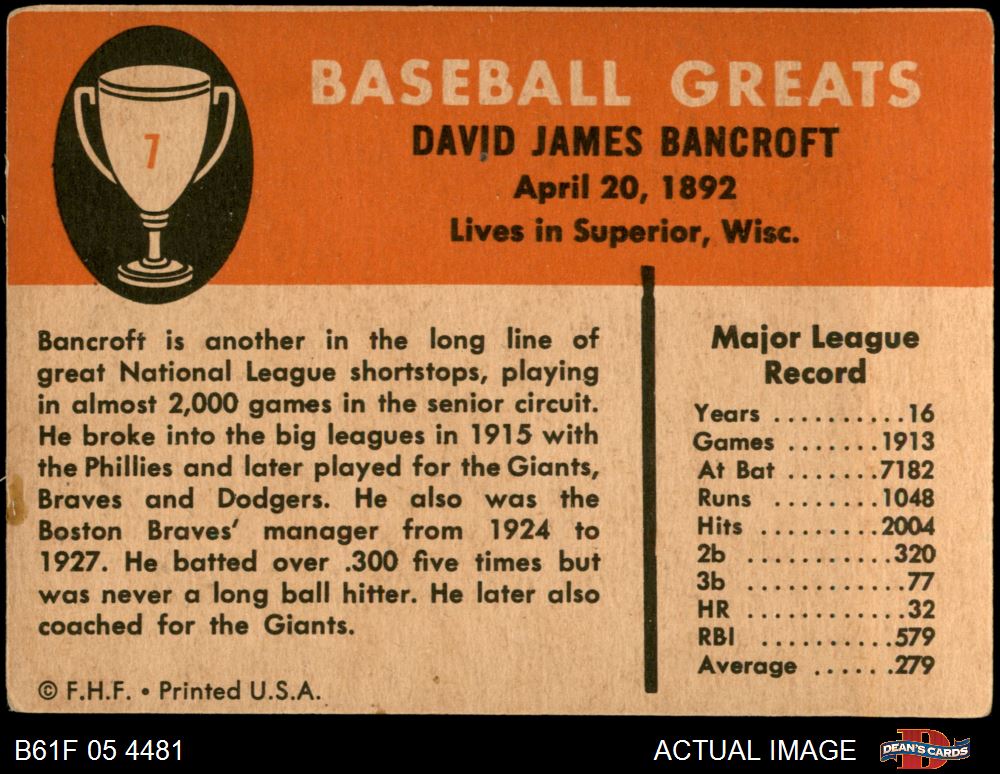 7
BASEBALL GREATS
DAVID JAMES BANCROFT
April 20, 1892
Lives in Superior, Wisc.
Bancroft is another in the long line of
great National League shortstops, playing
in almost 2,000 games in the senior circuit.
He broke into the big leagues in 1915 with
the Phillies and later played for the Giants,
Braves and Dodgers. He also was the
Boston Braves' manager from 1924 to
1927. He batted over .300 five times but
was never a long ball hitter. He later also
coached for the Giants.
© F.H.F. • Printed U.S.A.
Major League
Record
Years ..........16
Games .......1913
At Bat .......7182
Runs .........1048
Hits .........2004
2b ...........320
3b ............77
HR ............32
RBI ..........579
Average ......279
B61F 05 4481
ACTUAL IMAGE
DEAN'S CARDS